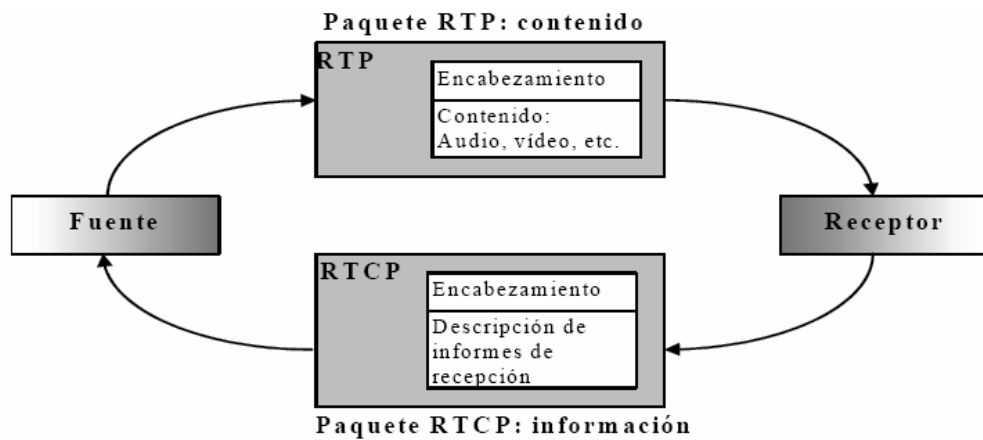 Paquete RTP: contenido
RTP
Encabezamiento
Contenido:
Audio, vídeo, etc.
Fuente
Receptor
RTCP
Encabezamiento
Descripción de
informes de
recepción
Paquete RTCP: información